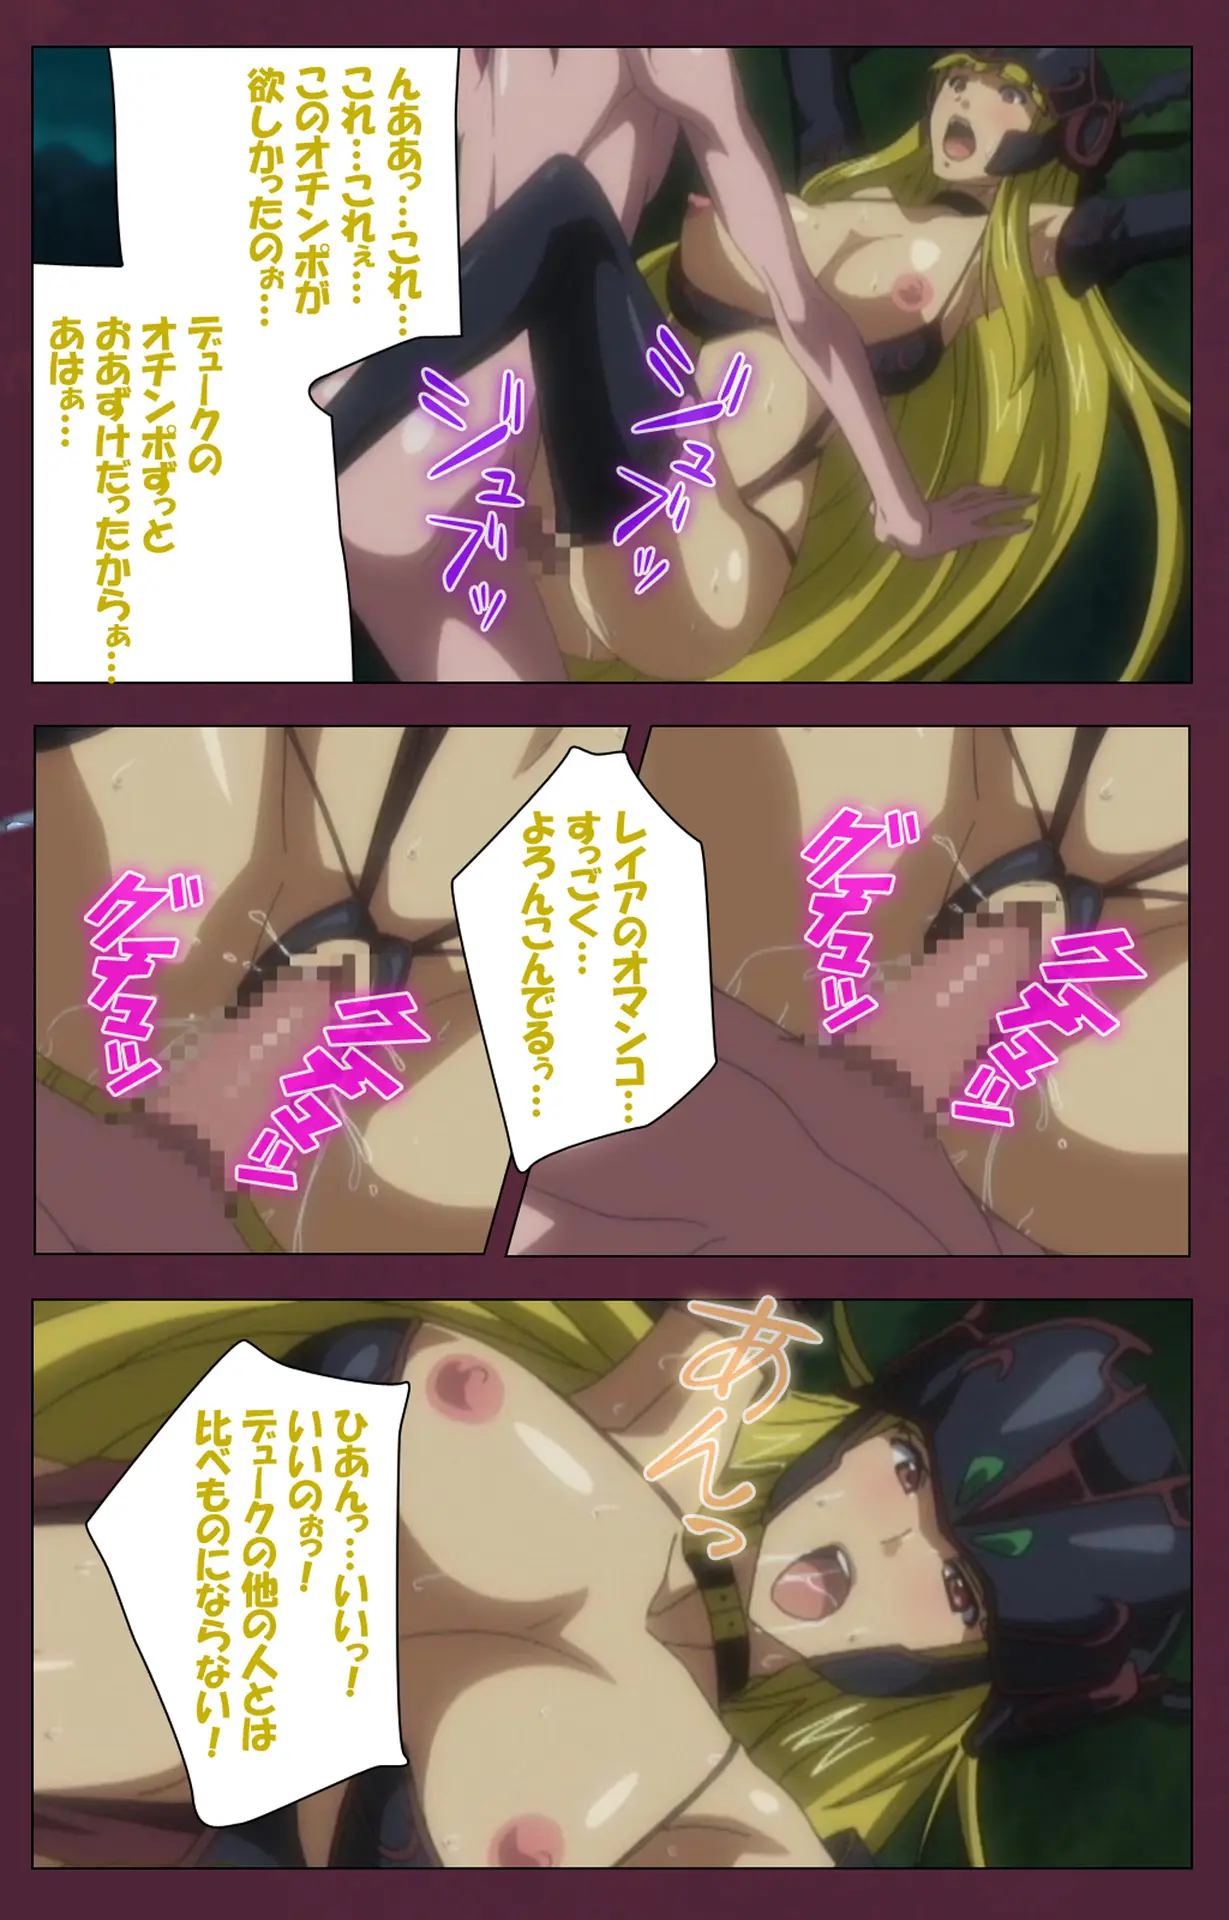 んああっ…これ…
これ…これぇ…
このオチンポが
欲しかったのぉ…
デュークの
オチンポずっと
おあずけだったからぁ…
あはぁ…
ジュ
ブッ
ジュ
ブッ
レイアのオマンコ…
すっごく…
よろんこんでるぅ…
グチュッ
グチュッ
グチュッ
グチュッ
あんっ
ひあんっ…いいっ！
いいのぉっ！
デュークの他の人とは
比べものにならない！